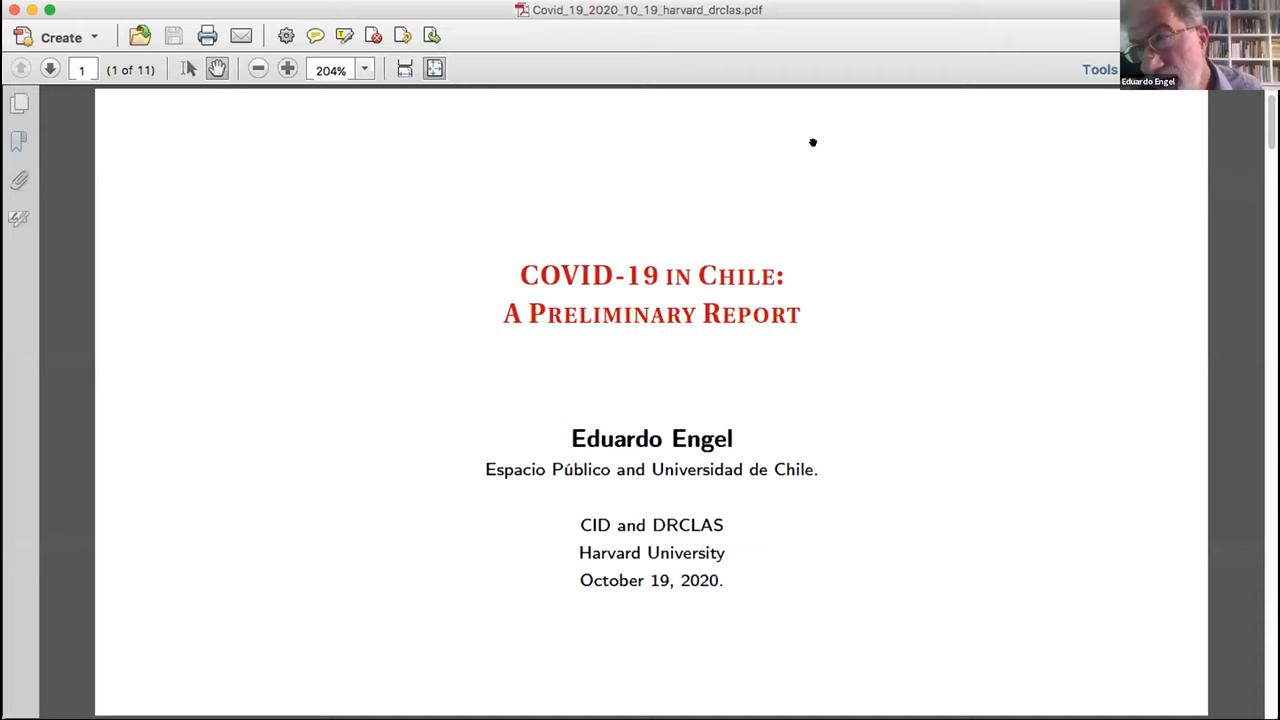 Covid_19_2020_10_19_harvard_drclas.pdf
Create
1 (1 of 11) 204% Tools
Eduardo Engel
COVID-19 IN CHILE:
A PRELIMINARY REPORT
Eduardo Engel
Espacio Público and Universidad de Chile.
CID and DRCLAS
Harvard University
October 19, 2020.